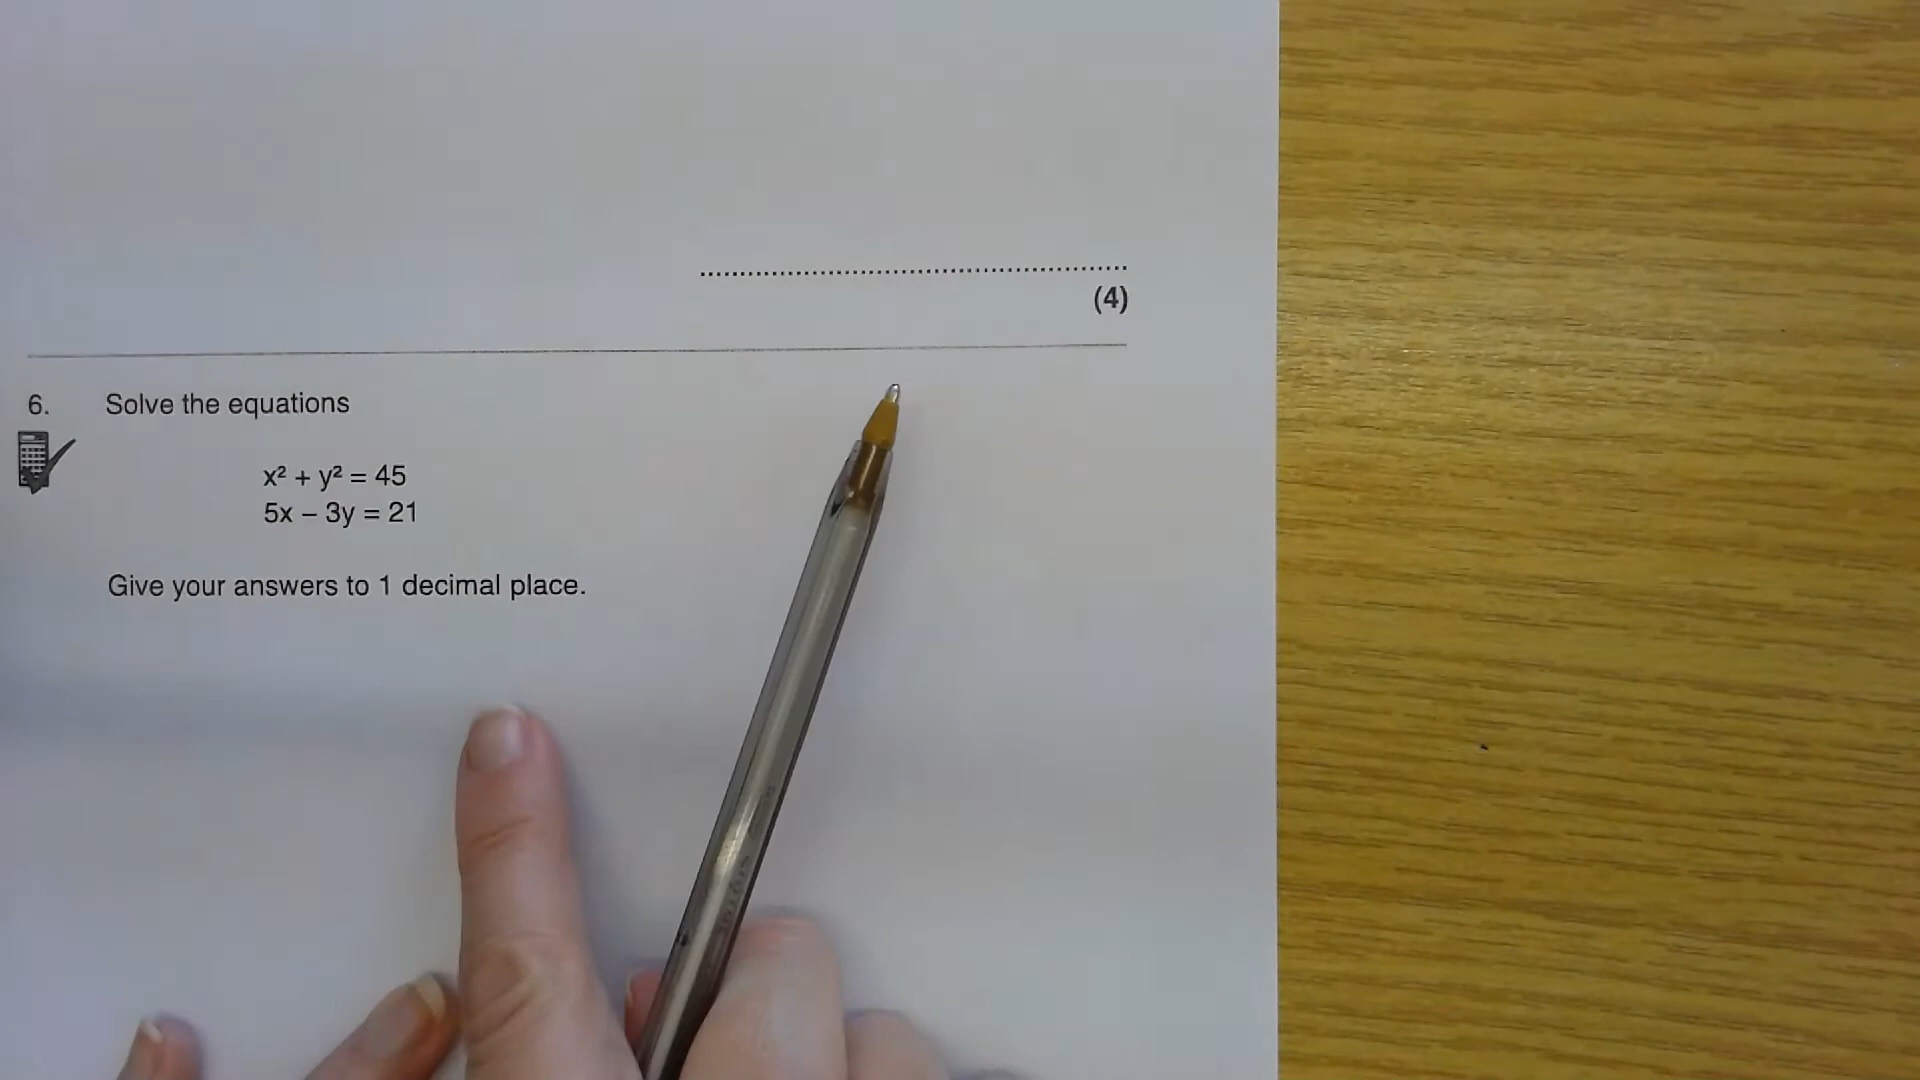 (4)
6. Solve the equations
x² + y² = 45
5x – 3y = 21
Give your answers to 1 decimal place.